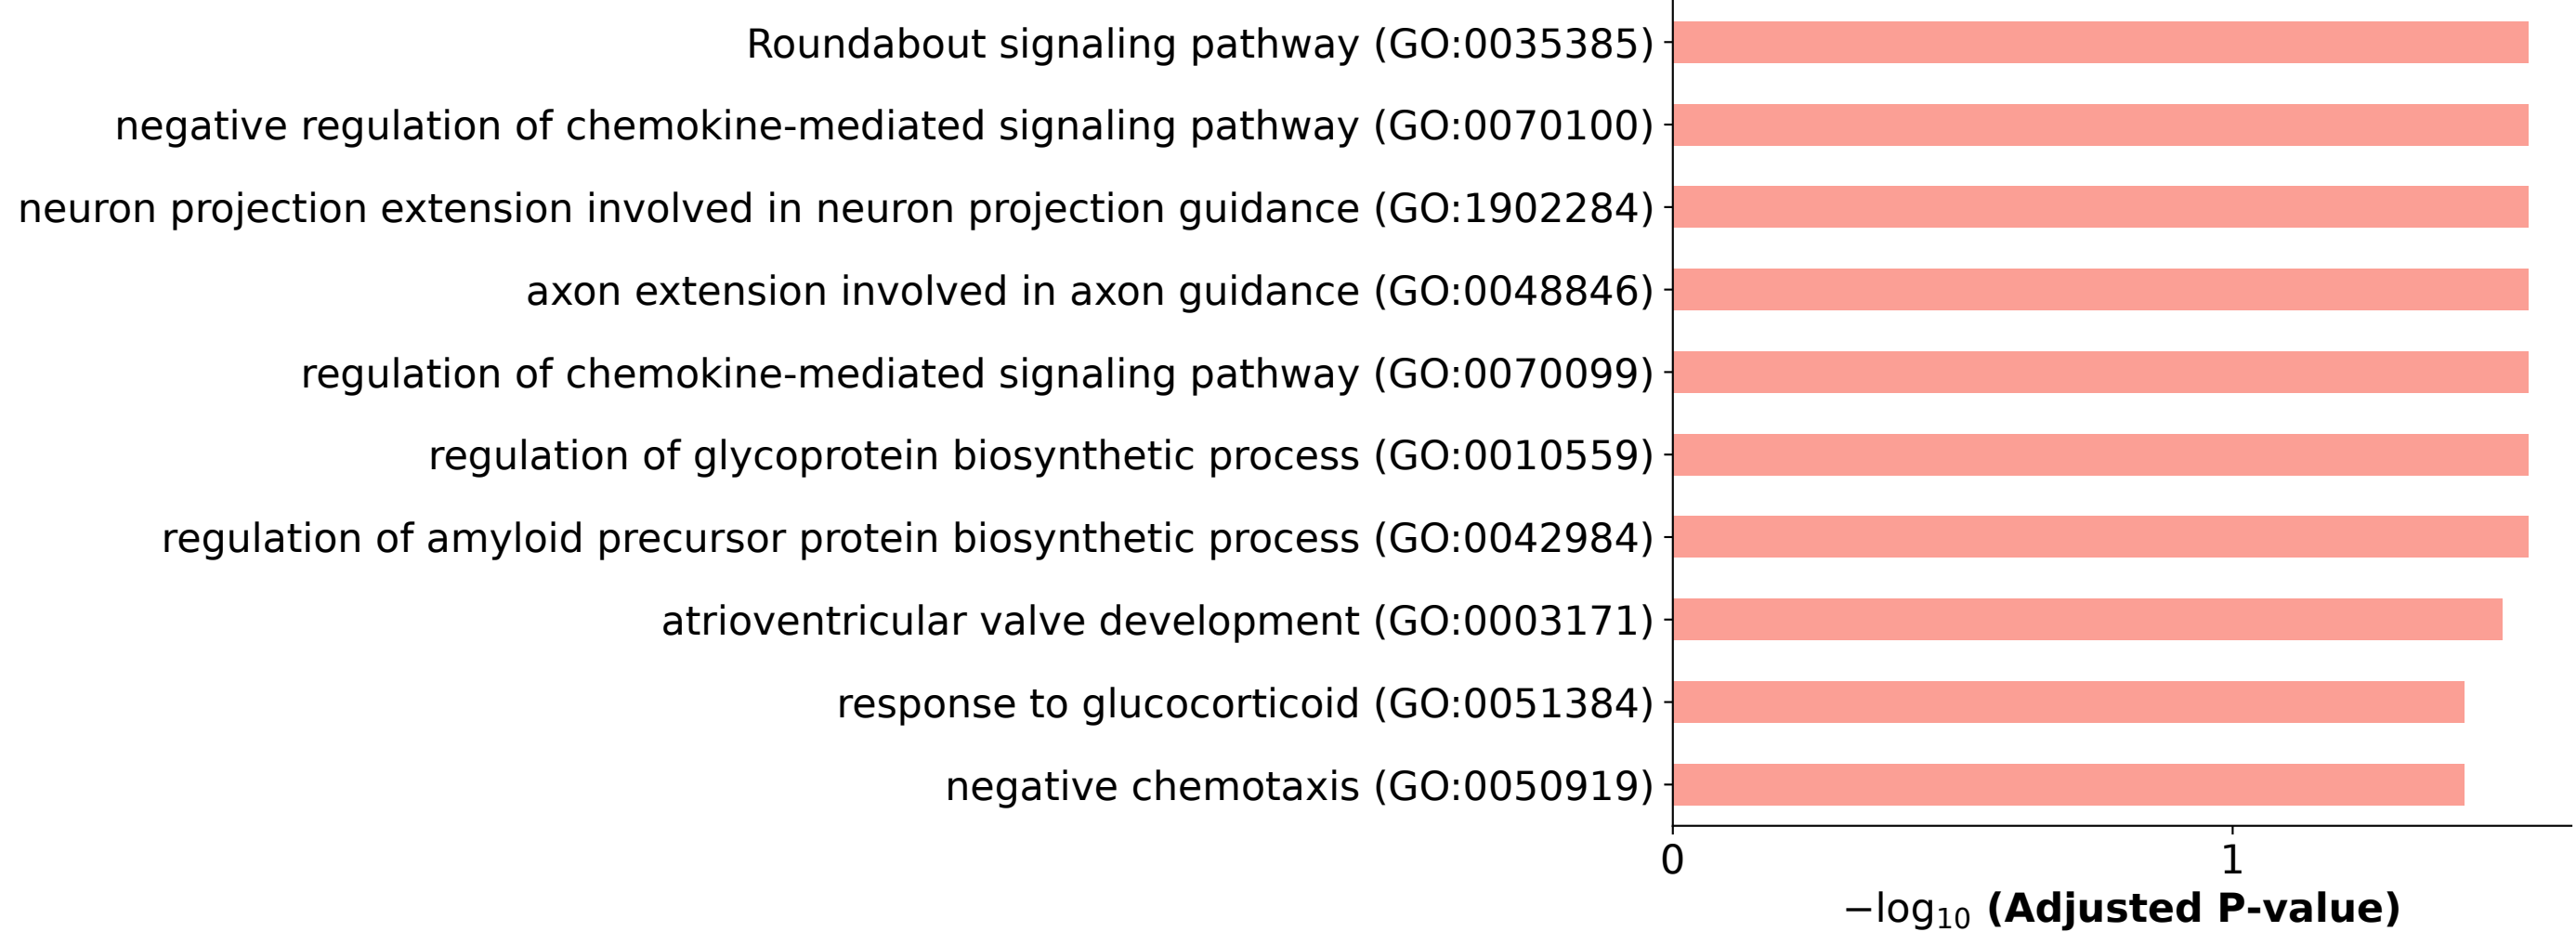 Roundabout signaling pathway (GO:0035385)
negative regulation of chemokine-mediated signaling pathway (GO:0070100)
neuron projection extension involved in neuron projection guidance (GO:1902284)
axon extension involved in axon guidance (GO:0048846)
regulation of chemokine-mediated signaling pathway (GO:0070099)
regulation of glycoprotein biosynthetic process (GO:0010559)
regulation of amyloid precursor protein biosynthetic process (GO:0042984)
atrioventricular valve development (GO:0003171)
response to glucocorticoid (GO:0051384)
negative chemotaxis (GO:0050919)
0 1
−log₁₀ (Adjusted P-value)